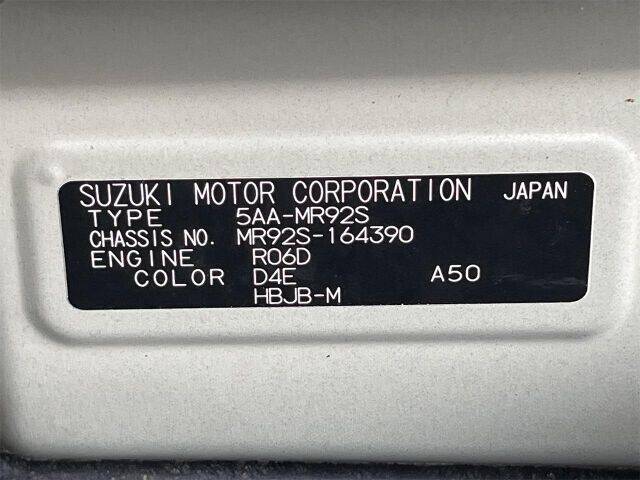 SUZUKI MOTOR CORPORATION JAPAN
TYPE 5AA-MR92S
CHASSIS NO. MR92S-164390
ENGINE R06D
COLOR D4E A50
HBJB-M